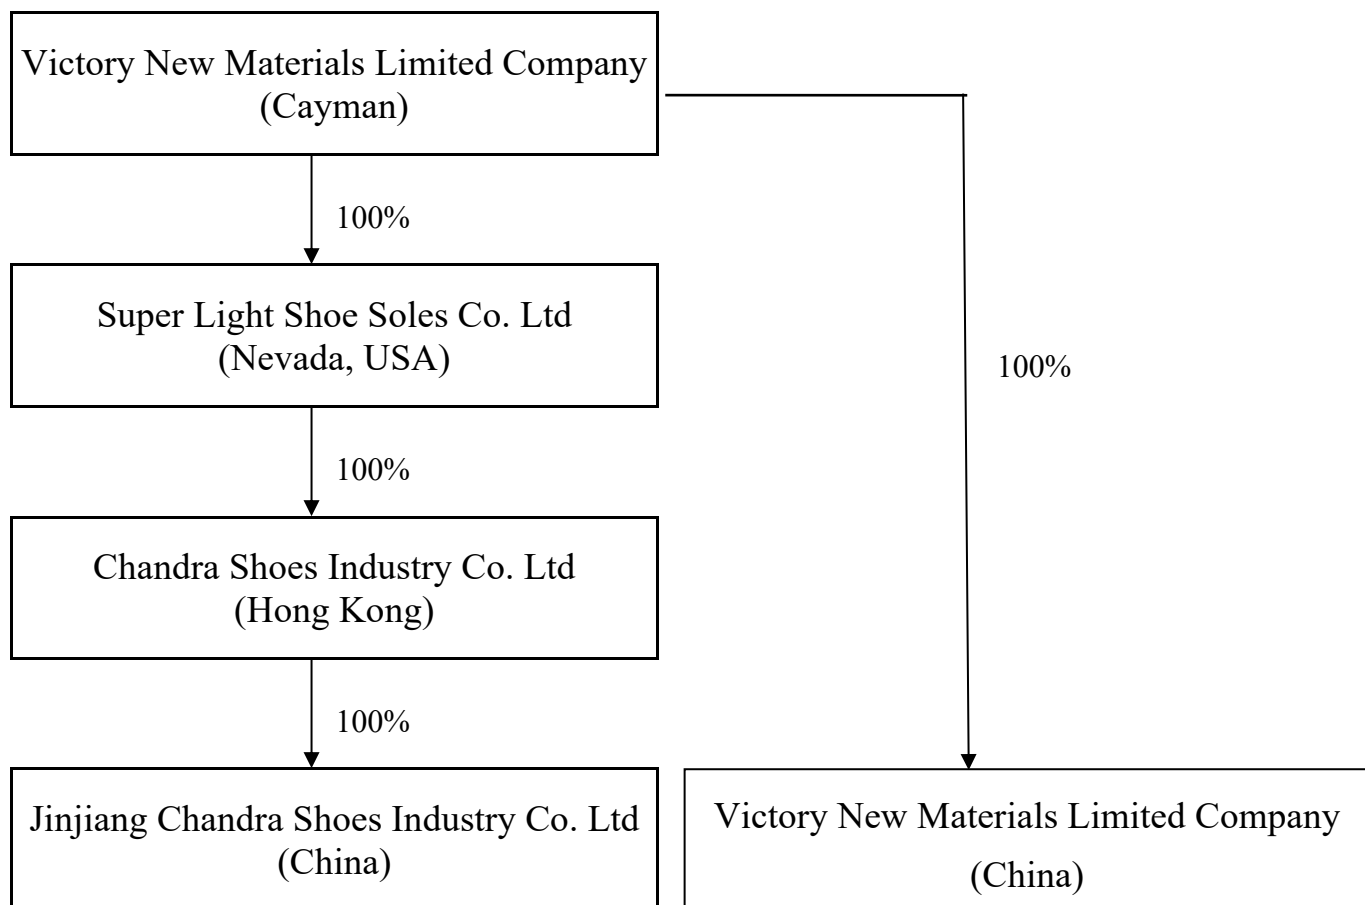 Victory New Materials Limited Company
(Cayman)
100%
Super Light Shoe Soles Co. Ltd
(Nevada, USA)
100%
100%
Chandra Shoes Industry Co. Ltd
(Hong Kong)
100%
Jinjiang Chandra Shoes Industry Co. Ltd
(China)
Victory New Materials Limited Company
(China)